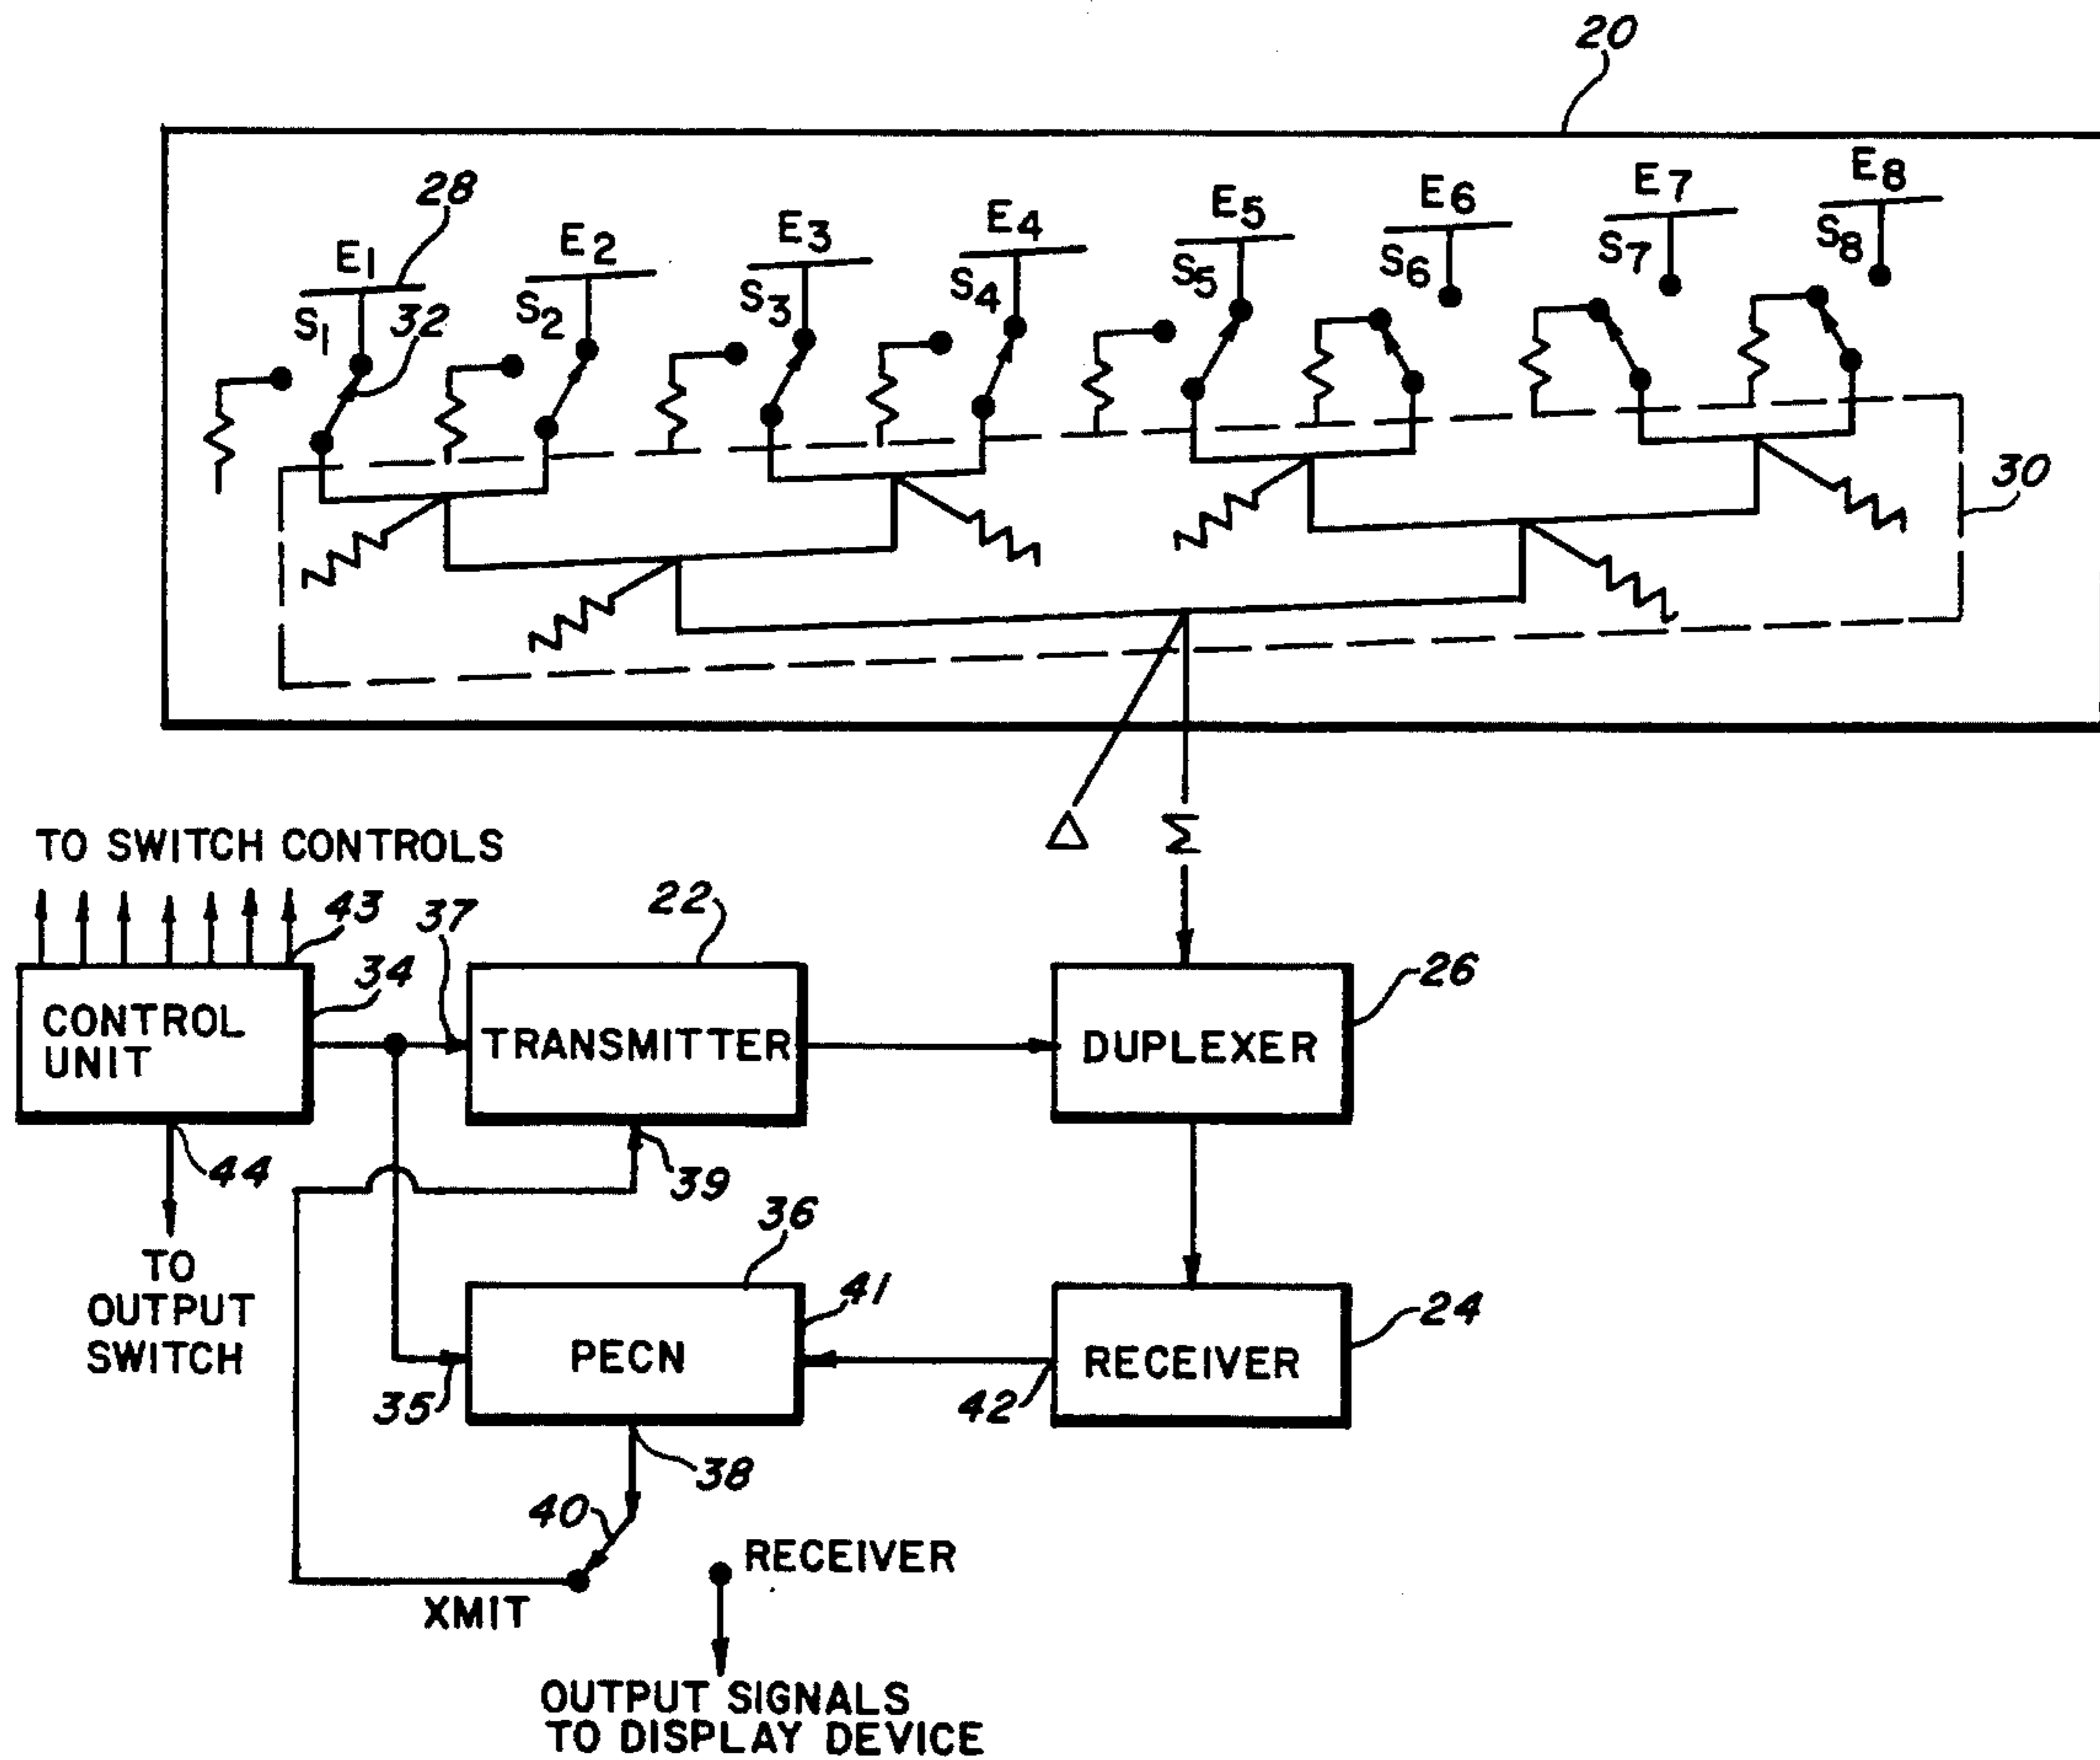 20
28
E1
E2
E3
E4
E5
E6
E7
E8
S1
32
S2
S3
S4
S5
S6
S7
S8
30
Δ
Σ
TO SWITCH CONTROLS
43
37
22
34
26
CONTROL
UNIT
TRANSMITTER
DUPLEXER
44
39
TO
OUTPUT
SWITCH
36
41
24
PECN
RECEIVER
35
42
38
40
RECEIVER
XMIT
OUTPUT SIGNALS
TO DISPLAY DEVICE